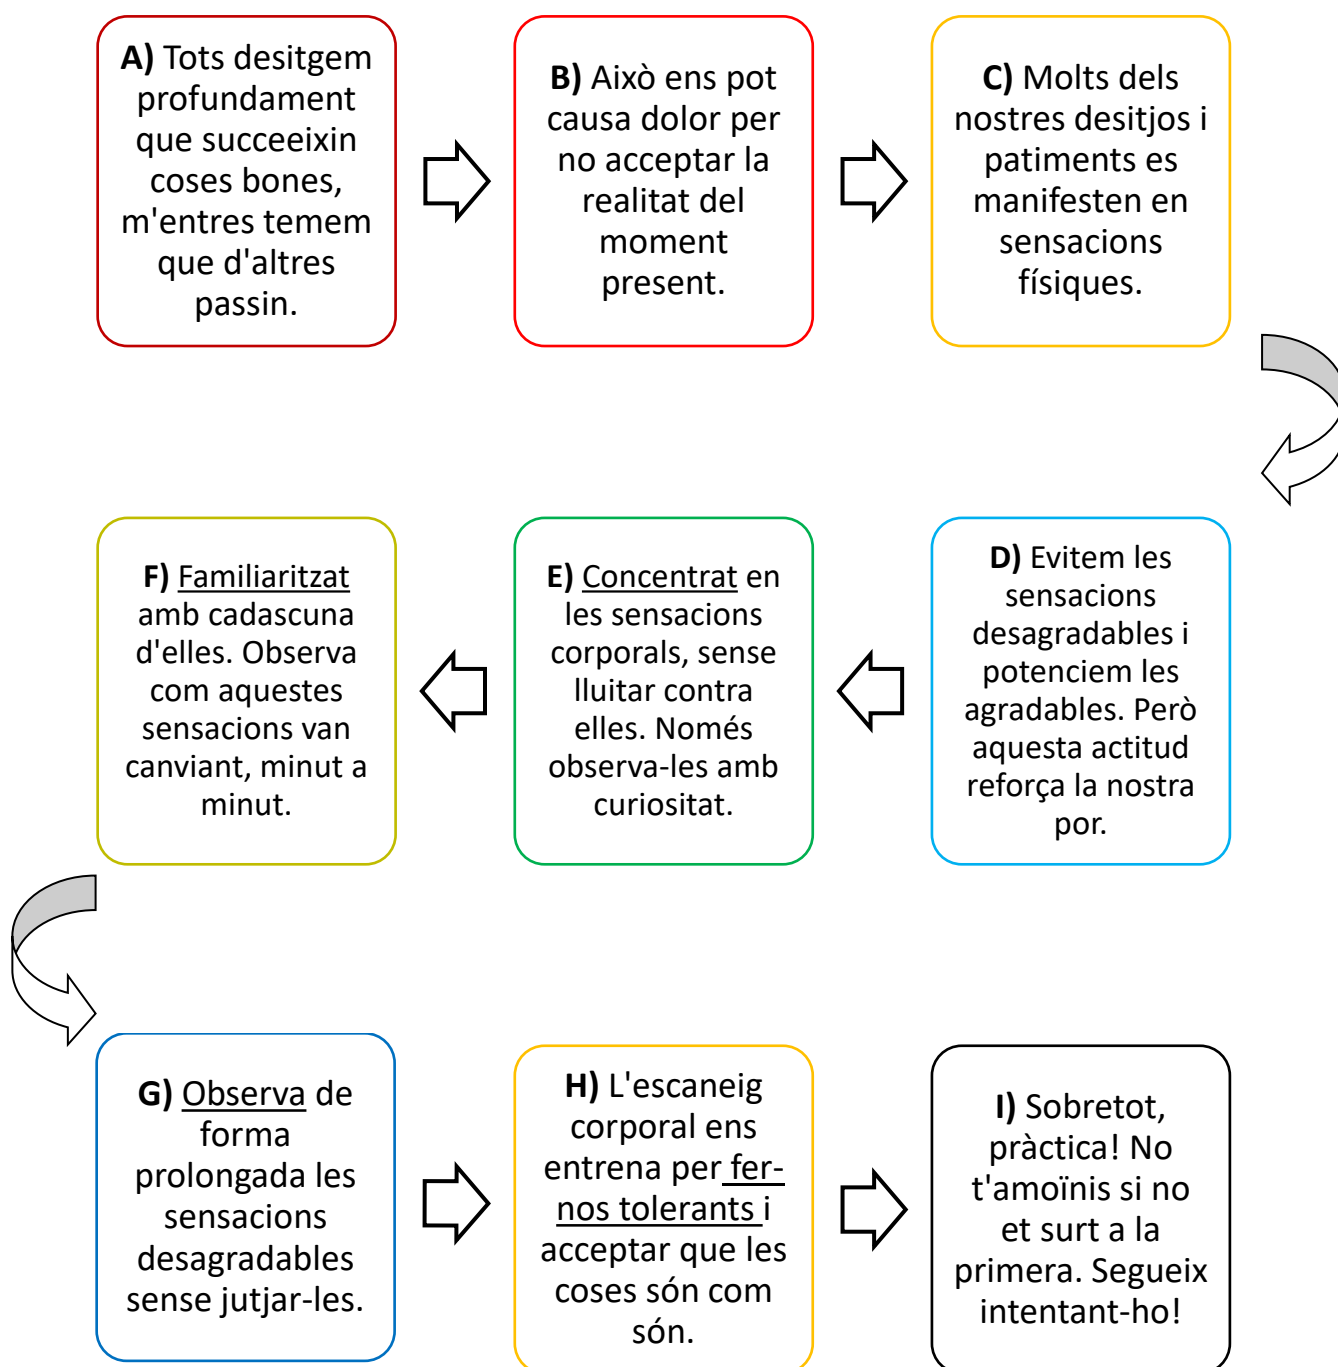 A) Tots desitgem
profundament
que succeeixin
coses bones,
m'entres temem
que d'altres
passin.
B) Això ens pot
causa dolor per
no acceptar la
realitat del
moment
present.
C) Molts dels
nostres desitjos i
patiments es
manifesten en
sensacions
físiques.
D) Evitem les
sensacions
desagradables i
potenciem les
agradables. Però
aquesta actitud
reforça la nostra
por.
E) Concentrat en
les sensacions
corporals, sense
lluitar contra
elles. Només
observa-les amb
curiositat.
F) Familiaritzat
amb cadascuna
d'elles. Observa
com aquestes
sensacions van
canviant, minut a
minut.
G) Observa de
forma
prolongada les
sensacions
desagradables
sense jutjar-les.
H) L'escaneig
corporal ens
entrena per fer-
nos tolerants i
acceptar que les
coses són com
són.
I) Sobretot,
pràctica! No
t'amoïnis si no
et surt a la
primera. Segueix
intentant-ho!